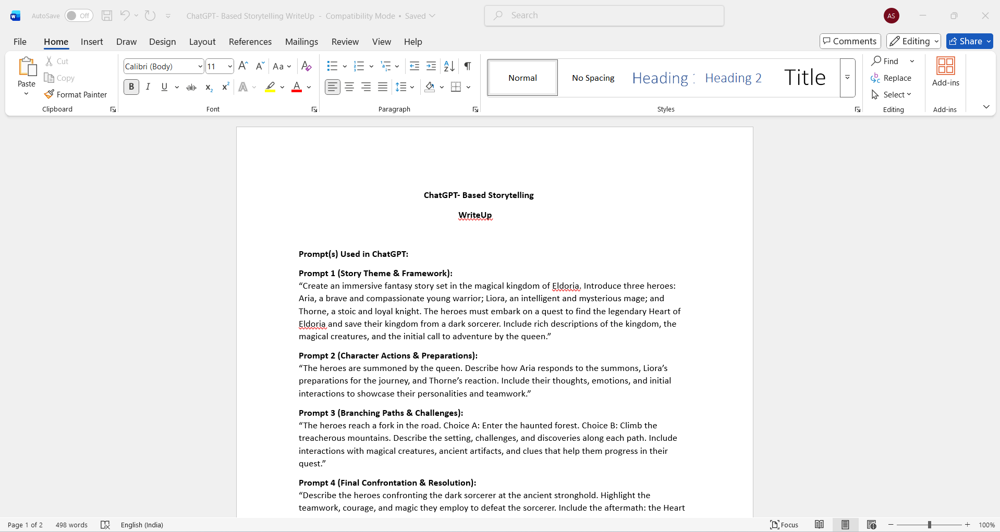 AutoSave Off ChatGPT- Based Storytelling WriteUp - Compatibility Mode • Saved Search AS
File Home Insert Draw Design Layout References Mailings Review View Help Comments Editing Share
Paste
Cut
Copy
Format Painter
Clipboard
Calibri (Body) 11
Font
Paragraph
Normal No Spacing Heading 1 Heading 2 Title
Styles
Find
Replace
Select
Editing
Add-ins
Add-ins
ChatGPT- Based Storytelling
WriteUp
Prompt(s) Used in ChatGPT:
Prompt 1 (Story Theme & Framework):
“Create an immersive fantasy story set in the magical kingdom of Eldoria. Introduce three heroes:
Aria, a brave and compassionate young warrior; Liora, an intelligent and mysterious mage; and
Thorne, a stoic and loyal knight. The heroes must embark on a quest to find the legendary Heart of
Eldoria and save their kingdom from a dark sorcerer. Include rich descriptions of the kingdom, the
magical creatures, and the initial call to adventure by the queen.”
Prompt 2 (Character Actions & Preparations):
“The heroes are summoned by the queen. Describe how Aria responds to the summons, Liora’s
preparations for the journey, and Thorne’s reaction. Include their thoughts, emotions, and initial
interactions to showcase their personalities and teamwork.”
Prompt 3 (Branching Paths & Challenges):
“The heroes reach a fork in the road. Choice A: Enter the haunted forest. Choice B: Climb the
treacherous mountains. Describe the setting, challenges, and discoveries along each path. Include
interactions with magical creatures, ancient artifacts, and clues that help them progress in their
quest.”
Prompt 4 (Final Confrontation & Resolution):
“Describe the heroes confronting the dark sorcerer at the ancient stronghold. Highlight the
teamwork, courage, and magic they employ to defeat the sorcerer. Include the aftermath: the Heart
Page 1 of 2 498 words English (India) Focus 100%